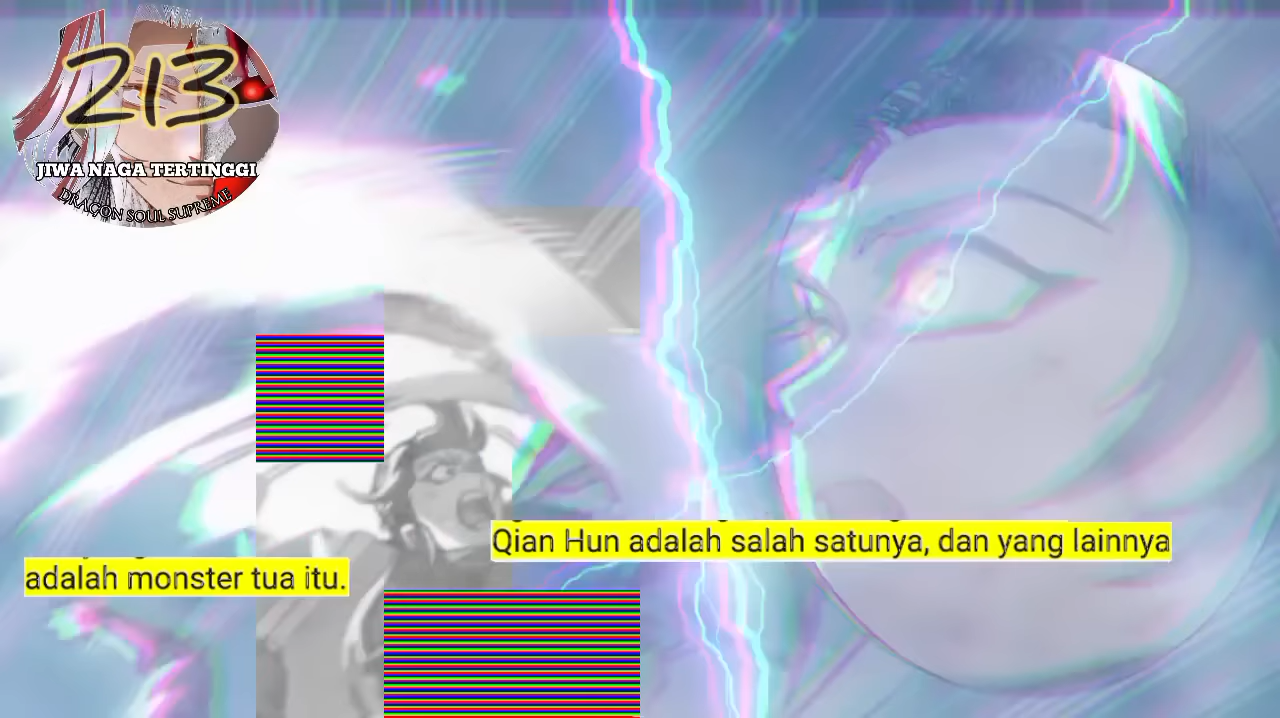 213
JIWA NAGA TERTINGGI
DRAGON SOUL SUPREME
Qian Hun adalah salah satunya, dan yang lainnya
adalah monster tua itu.